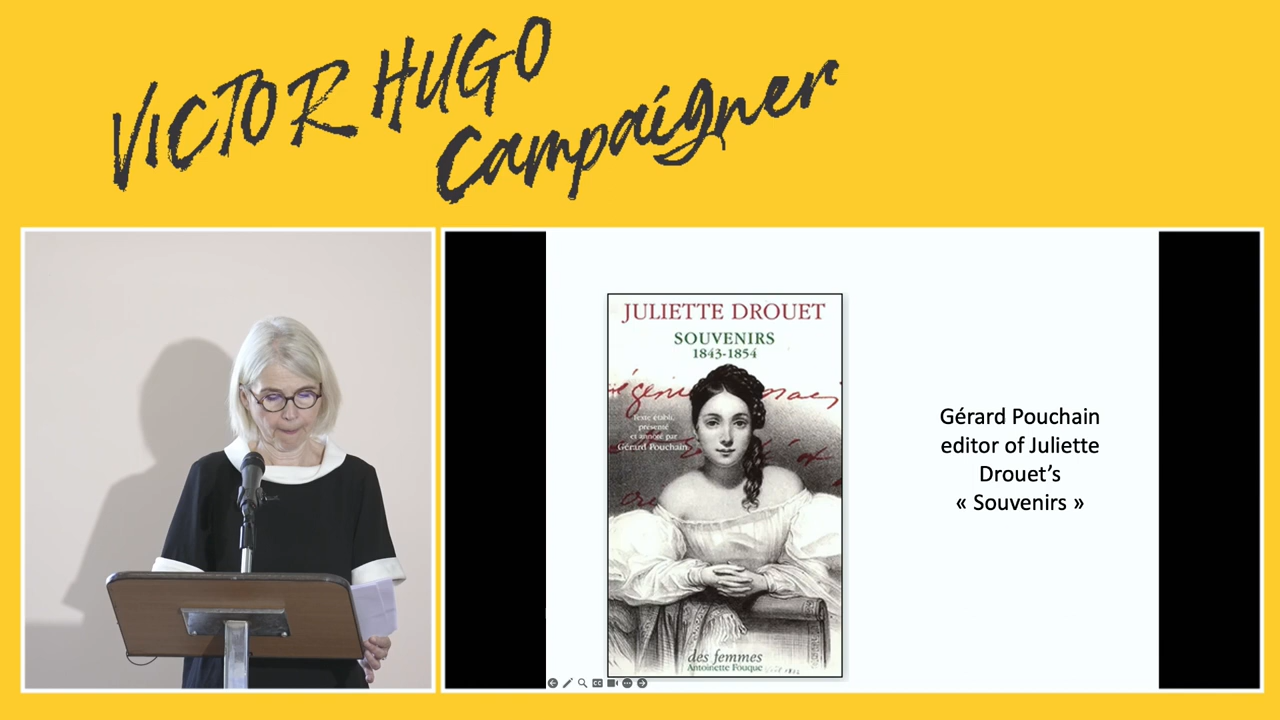 VICTOR HUGO
Campaigner
JULIETTE DROUET
SOUVENIRS
1843-1854
Texte établi,
présenté
et annoté par
Gérard Pouchain
des femmes
Antoinette Fouque
Gérard Pouchain
editor of Juliette
Drouet’s
« Souvenirs »